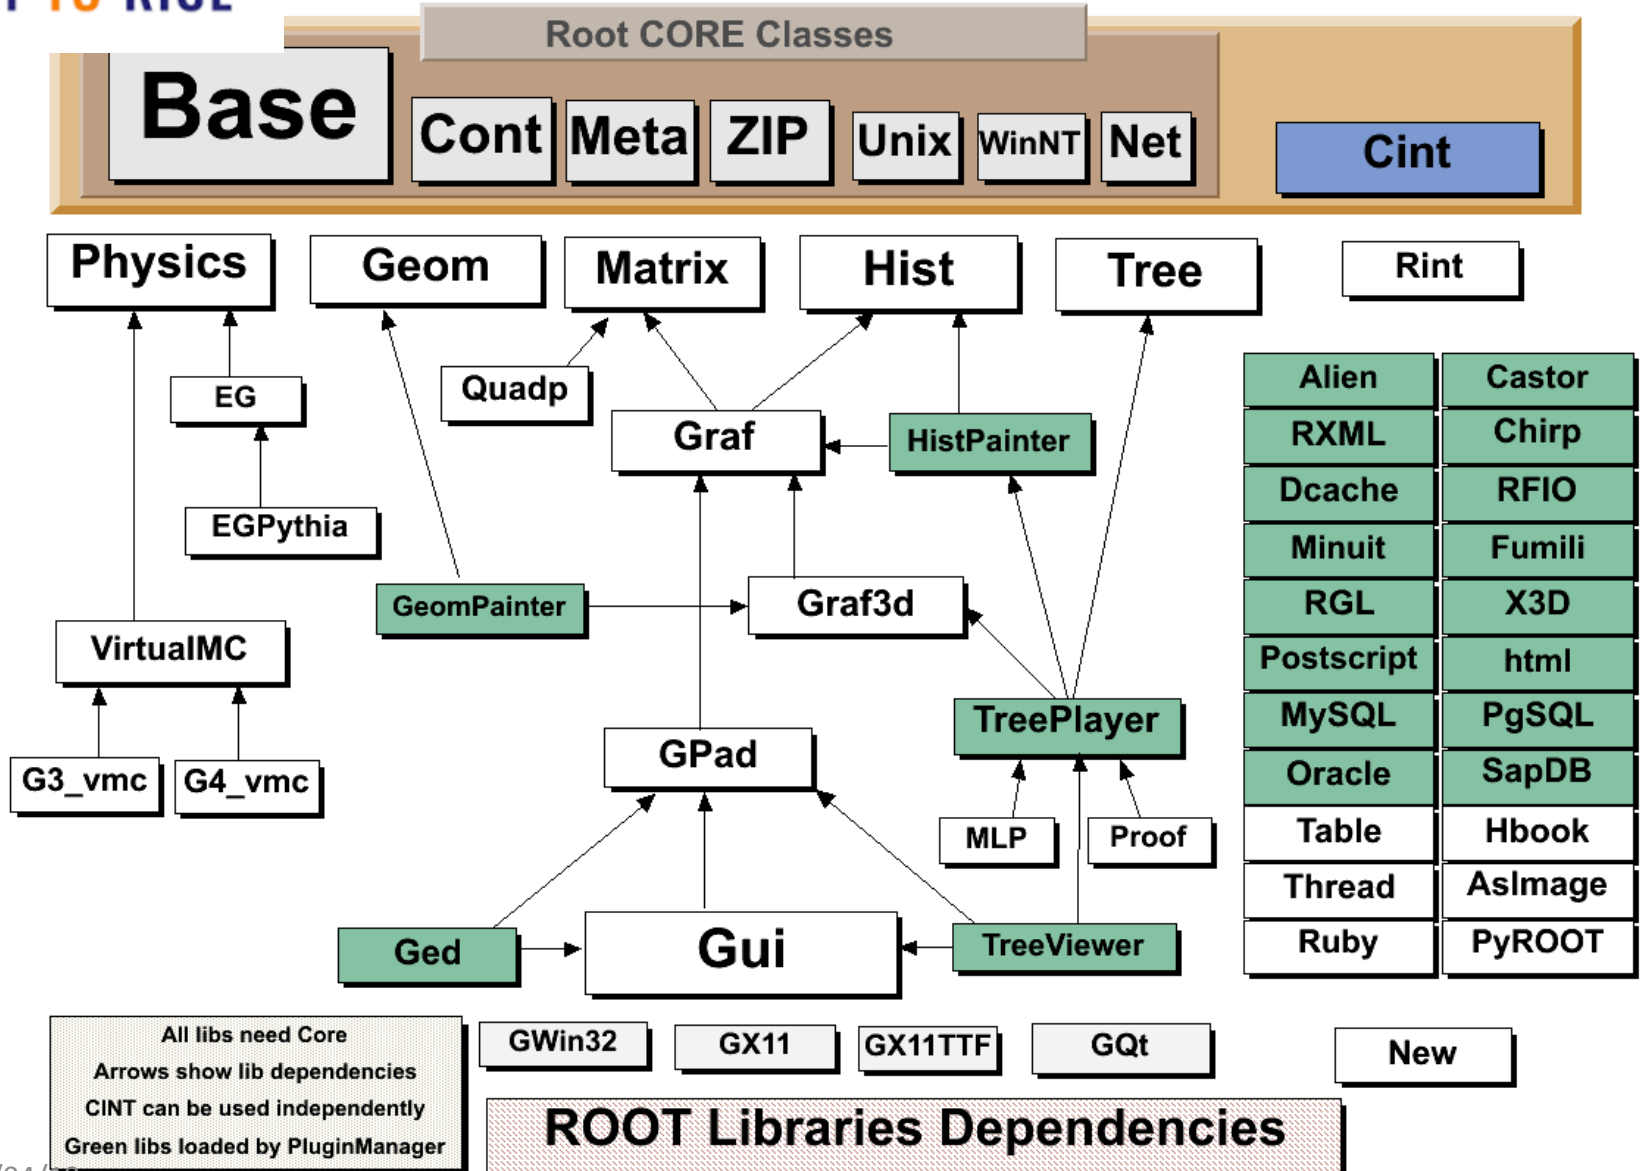 TO RISE
Root CORE Classes
Base
Cont
Meta
ZIP
Unix
WinNT
Net
Cint
Physics
Geom
Matrix
Hist
Tree
Rint
EG
Quadp
Graf
HistPainter
EGPythia
GeomPainter
Graf3d
VirtualMC
TreePlayer
GPad
G3_vmc
G4_vmc
MLP
Proof
Ged
Gui
TreeViewer
Alien
Castor
RXML
Chirp
Dcache
RFIO
Minuit
Fumili
RGL
X3D
Postscript
html
MySQL
PgSQL
Oracle
SapDB
Table
Hbook
Thread
AsImage
Ruby
PyROOT
All libs need Core
Arrows show lib dependencies
CINT can be used independently
Green libs loaded by PluginManager
GWin32
GX11
GX11TTF
GQt
New
ROOT Libraries Dependencies